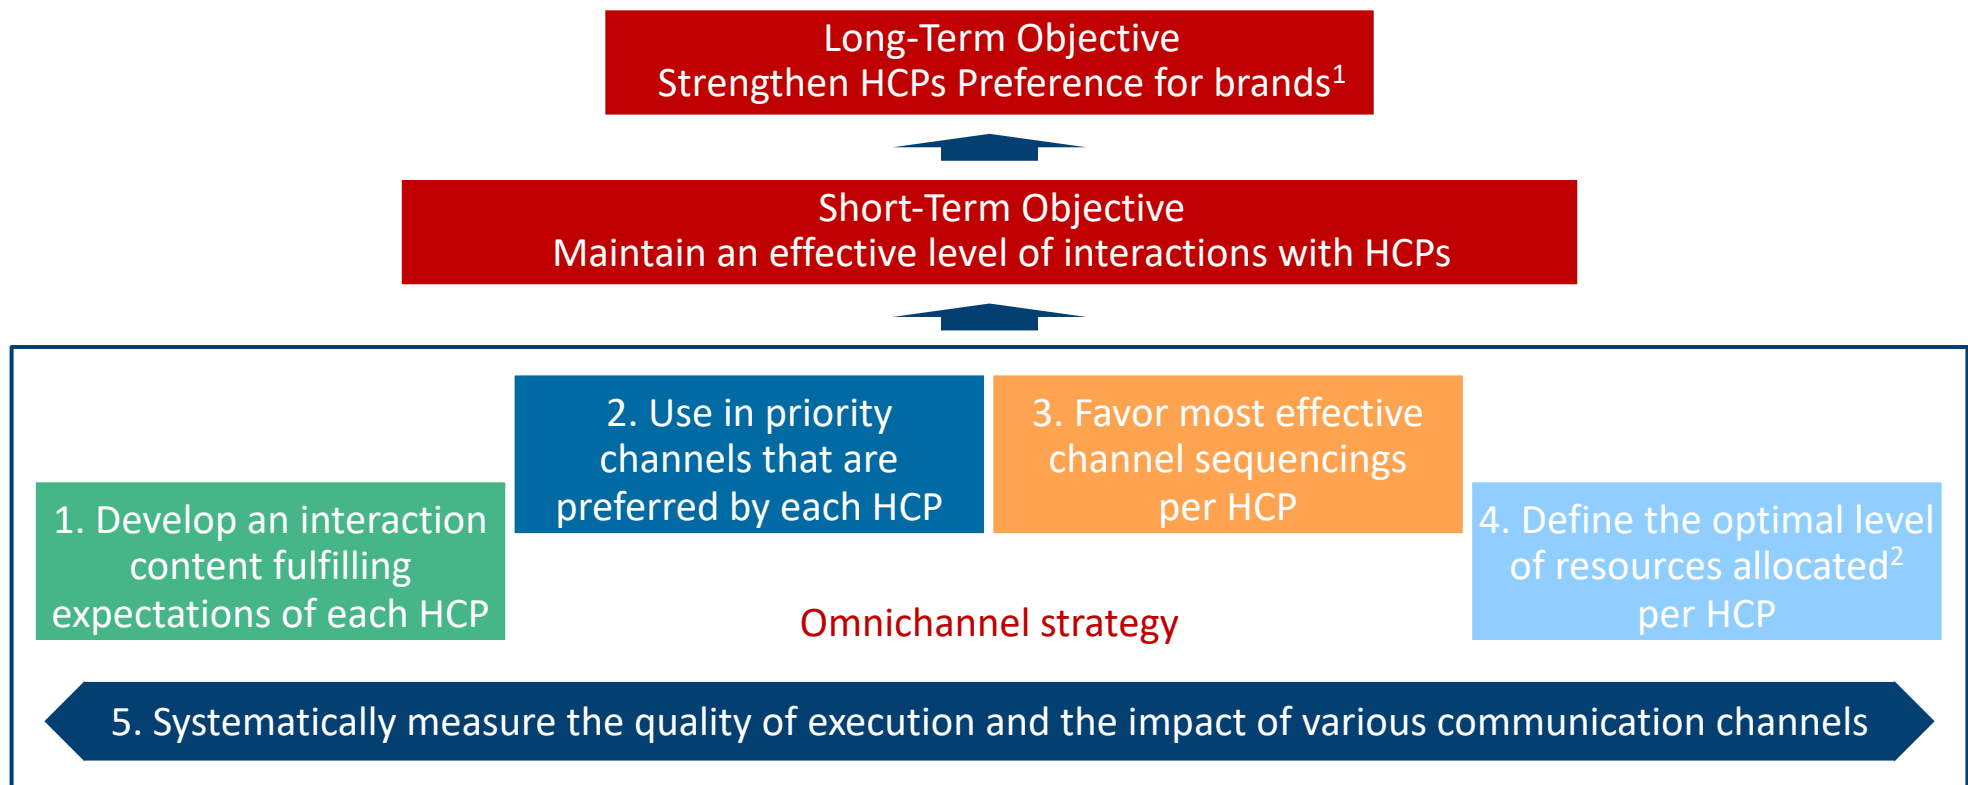 Long-Term Objective
Strengthen HCPs Preference for brands¹
Short-Term Objective
Maintain an effective level of interactions with HCPs
1. Develop an interaction
content fulfilling
expectations of each HCP
2. Use in priority
channels that are
preferred by each HCP
3. Favor most effective
channel sequencings
per HCP
4. Define the optimal level
of resources allocated²
per HCP
Omnichannel strategy
5. Systematically measure the quality of execution and the impact of various communication channels